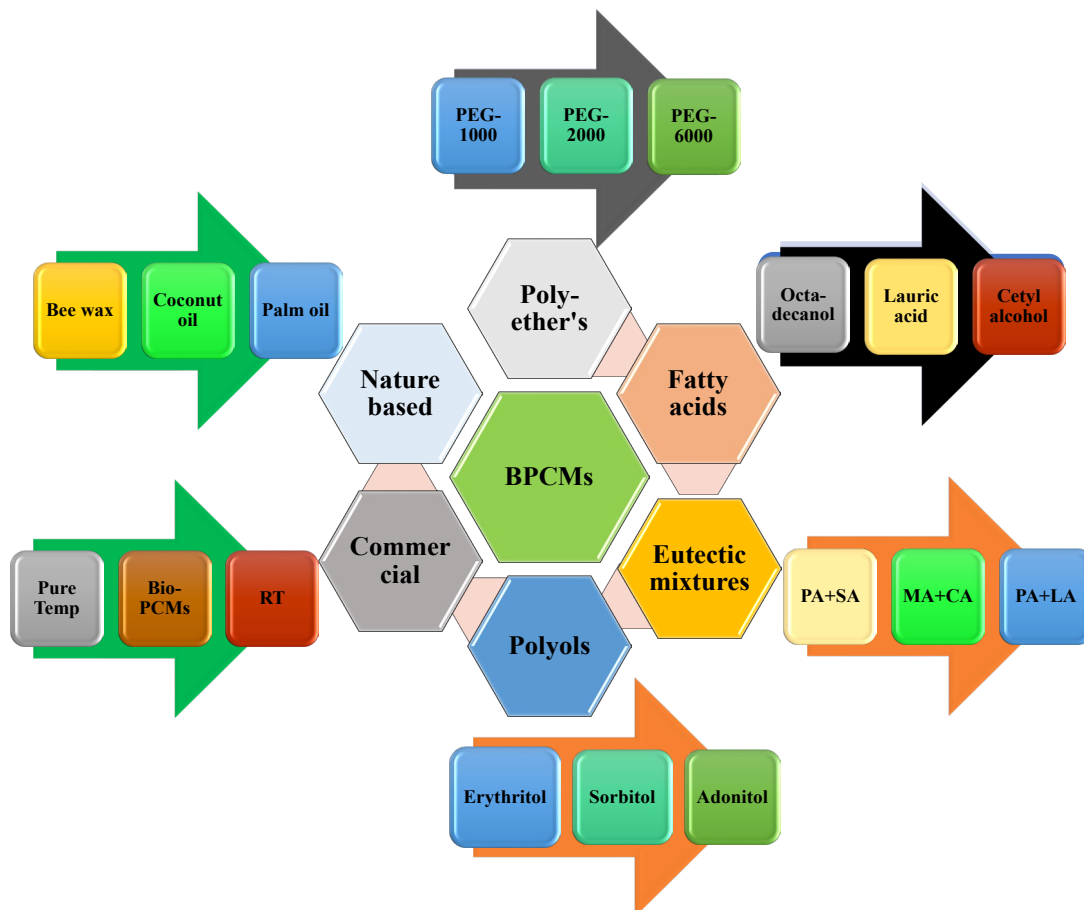 PEG-
1000
PEG-
2000
PEG-
6000
Bee wax
Coconut
oil
Palm oil
Poly-
ether's
Octa-
decanol
Lauric
acid
Cetyl
alcohol
Nature
based
Fatty
acids
BPCMs
Pure
Temp
Bio-
PCMs
RT
Commer
cial
Eutectic
mixtures
PA+SA
MA+CA
PA+LA
Polyols
Erythritol
Sorbitol
Adonitol